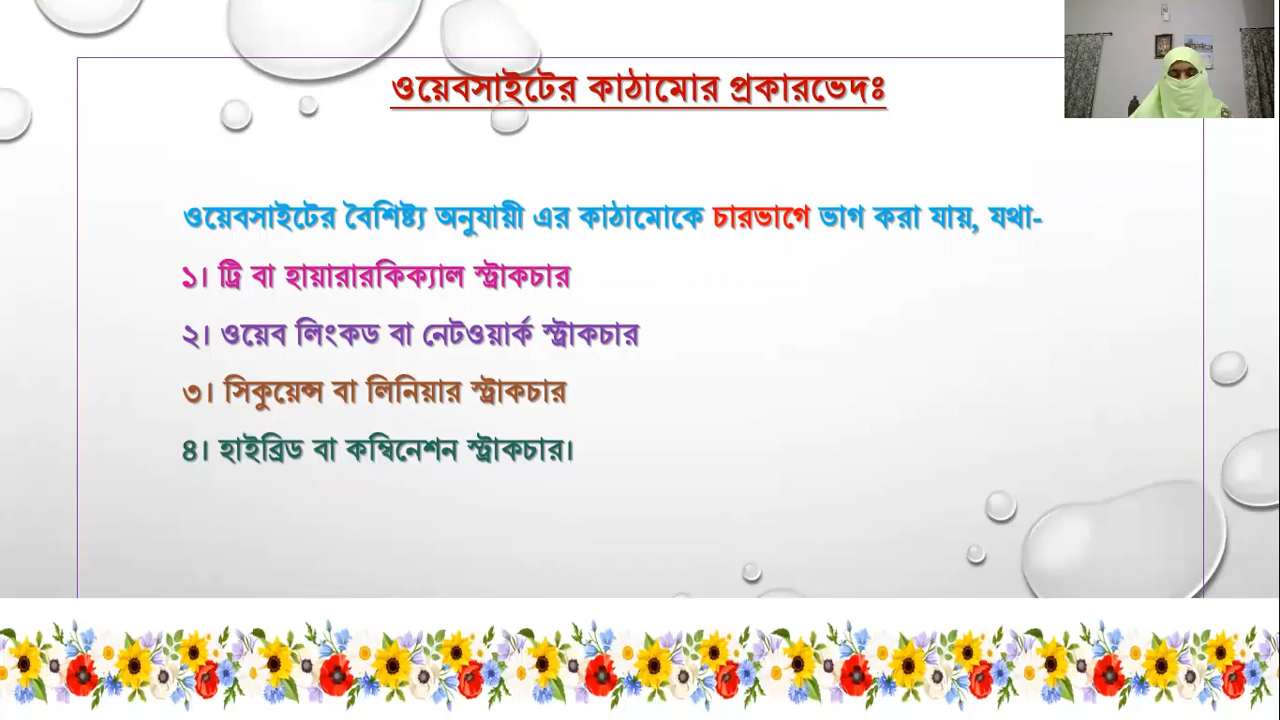 ওয়েবসাইটের কাঠামোর প্রকারভেদঃ
ওয়েবসাইটের বৈশিষ্ট্য অনুযায়ী এর কাঠামোকে চারভাগে ভাগ করা যায়, যথা-
১। ট্রি বা হায়ারারকিক্যাল স্ট্রাকচার
২। ওয়েব লিংকড বা নেটওয়ার্ক স্ট্রাকচার
৩। সিকুয়েন্স বা লিনিয়ার স্ট্রাকচার
৪। হাইব্রিড বা কম্বিনেশন স্ট্রাকচার।